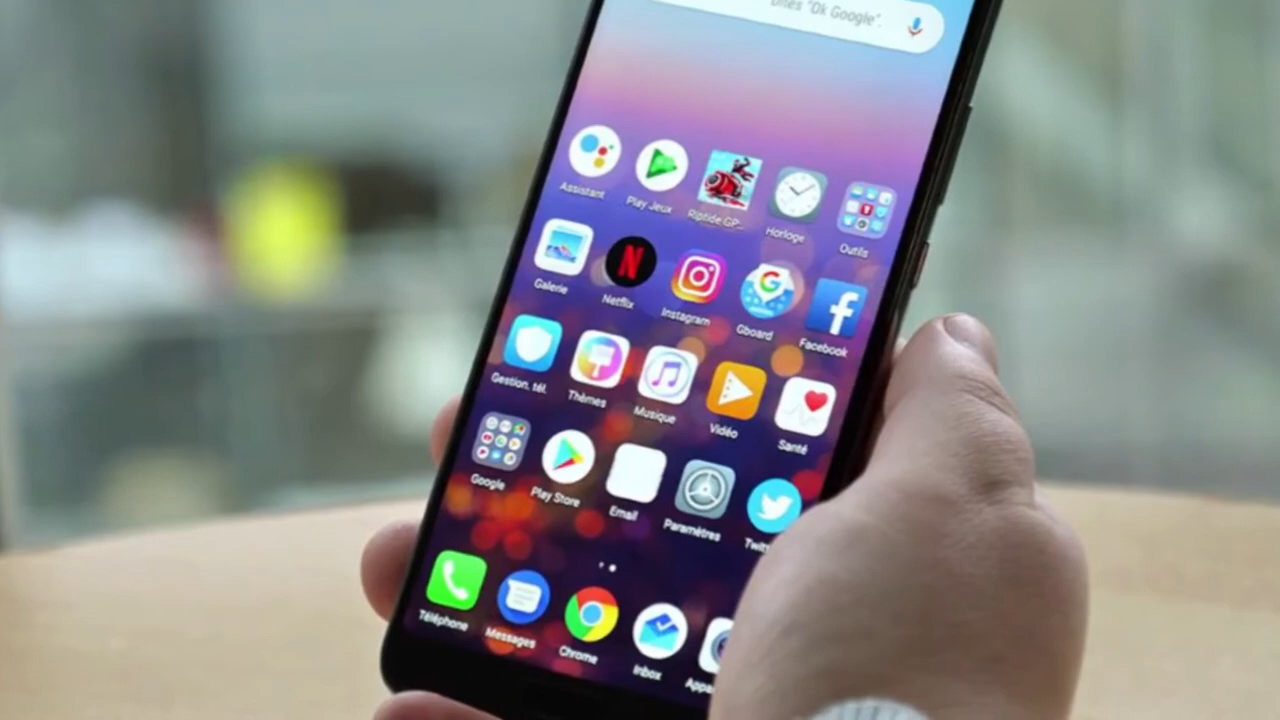 Dites "Ok Google".
Assistant
Play Jeux
Riptide GP...
Horloge
Outils
Galerie
Netflix
Instagram
Gboard
Facebook
Gestion. tél.
Thèmes
Musique
Vidéo
Santé
Google
Play Store
Email
Paramètres
Téléphone
Messages
Chrome
Inbox